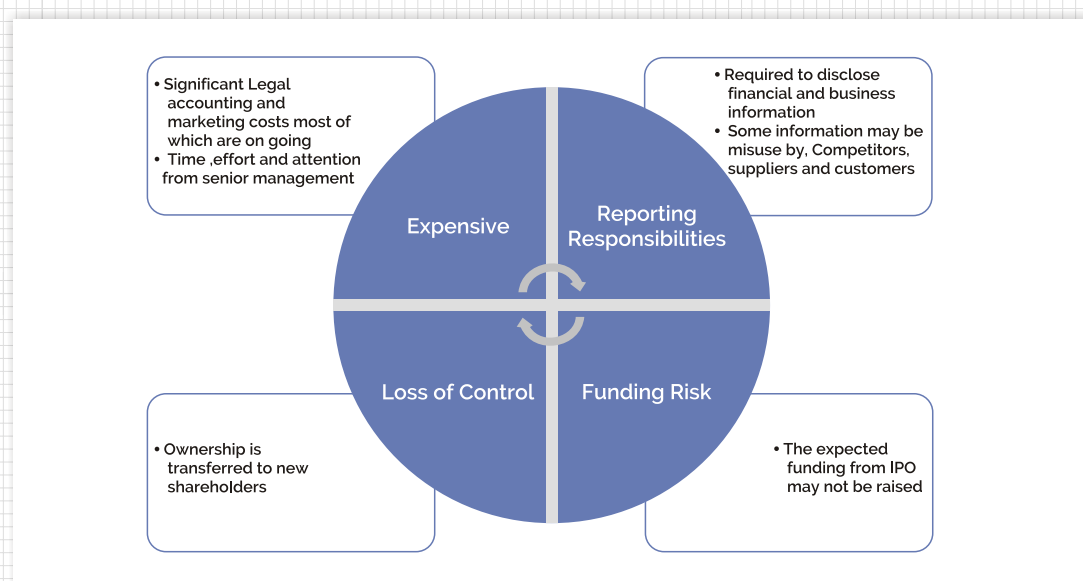 • Significant Legal
accounting and
marketing costs most of
which are on going
• Time ,effort and attention
from senior management
• Required to disclose
financial and business
information
• Some information may be
misuse by, Competitors,
suppliers and customers
Expensive
Reporting
Responsibilities
Loss of Control
Funding Risk
• Ownership is
transferred to new
shareholders
• The expected
funding from IPO
may not be raised